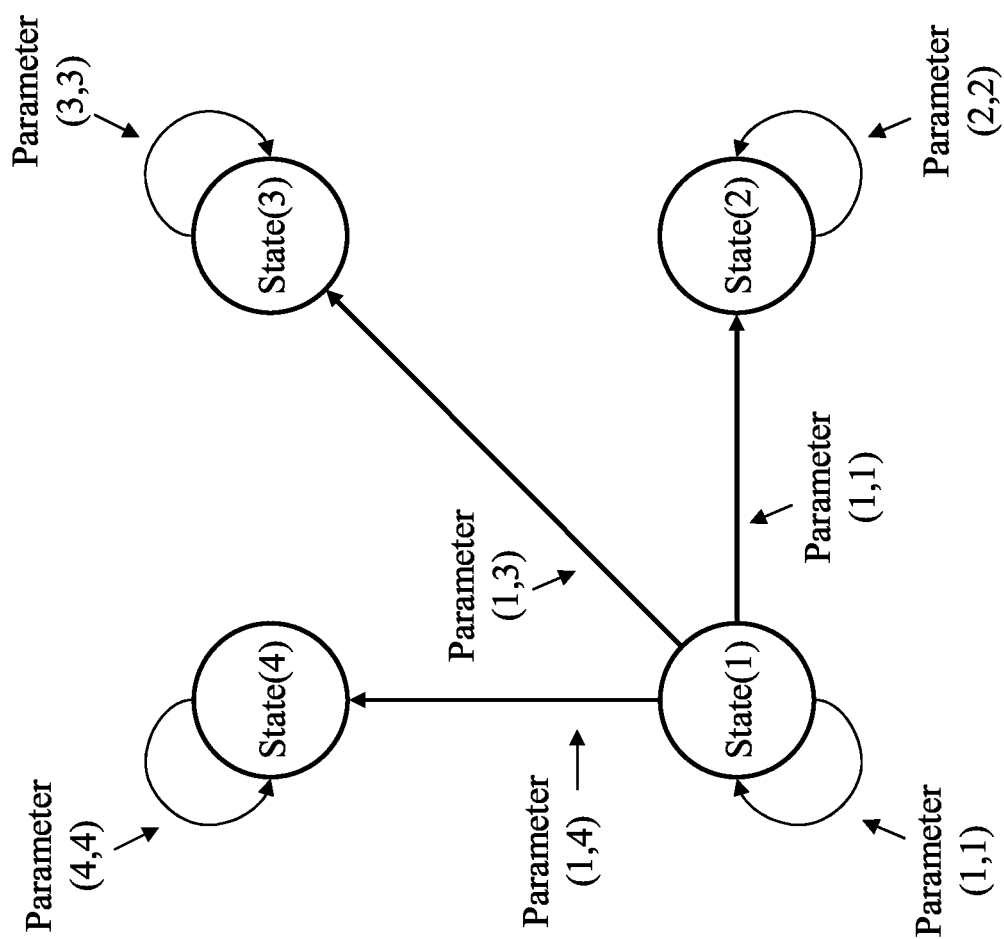 Parameter
(4,4)
Parameter
(3,3)
State(4)
State(3)
Parameter
(1,3)
Parameter
(1,4)
State(1)
State(2)
Parameter
(1,1)
Parameter
(1,1)
Parameter
(2,2)